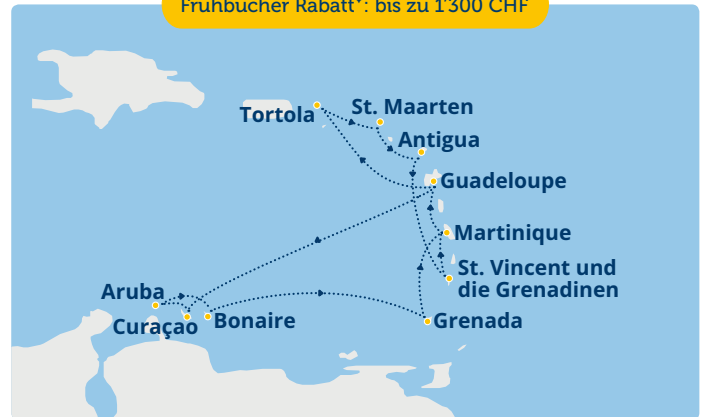 Frühbucher Rabatt*: bis zu 1'300 CHF
Tortola
St. Maarten
Antigua
Guadeloupe
Martinique
St. Vincent und
die Grenadinen
Aruba
Curaçao
Bonaire
Grenada